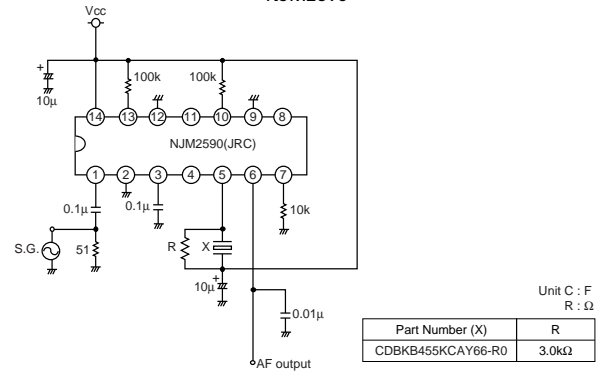 Vcc
+
10μ
100k
100k
14
13
12
11
10
9
8
NJM2590(JRC)
1
2
3
4
5
6
7
0.1μ
0.1μ
10k
S.G.
51
R
X
+
10μ
0.01μ
AF output
Unit C : F
R : Ω
Part Number (X) R
CDBKB455KCAY66-R0 3.0kΩ